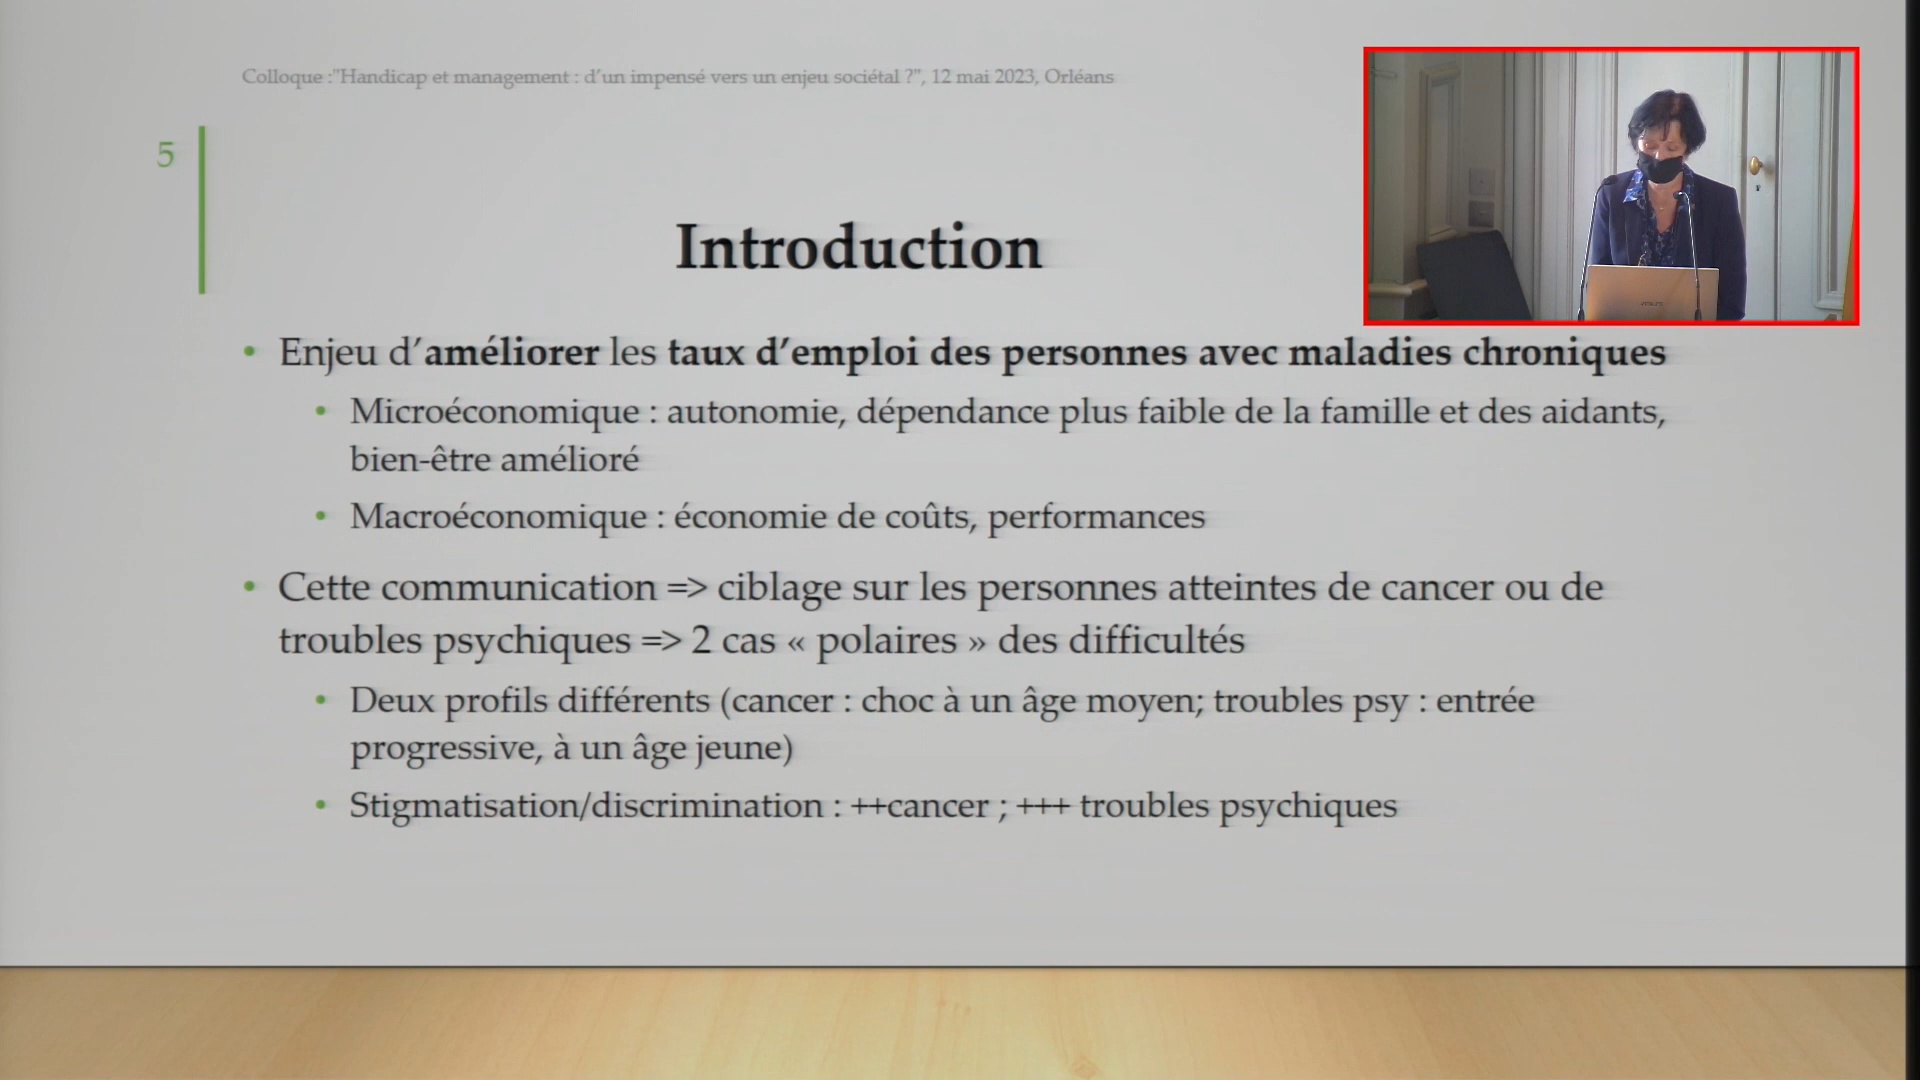 Colloque :"Handicap et management : d'un impensé vers un enjeu sociétal ?", 12 mai 2023, Orléans
5
Introduction
• Enjeu d'améliorer les taux d'emploi des personnes avec maladies chroniques
• Microéconomique : autonomie, dépendance plus faible de la famille et des aidants,
bien-être amélioré
• Macroéconomique : économie de coûts, performances
• Cette communication => ciblage sur les personnes atteintes de cancer ou de
troubles psychiques => 2 cas « polaires » des difficultés
• Deux profils différents (cancer : choc à un âge moyen; troubles psy : entrée
progressive, à un âge jeune)
• Stigmatisation/discrimination : ++cancer ; +++ troubles psychiques